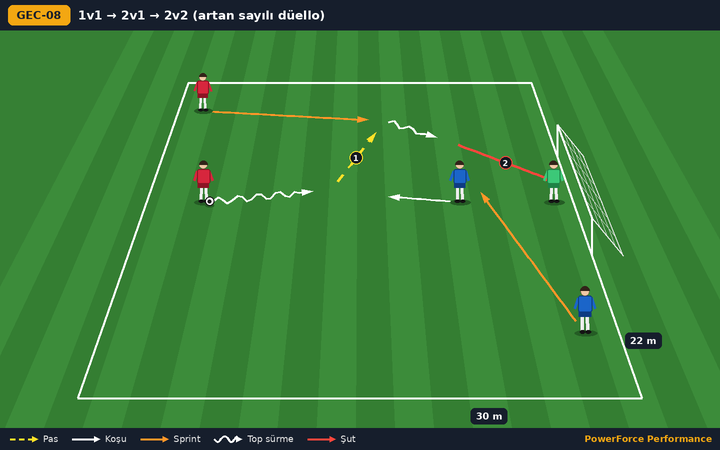 GEC-08 1v1 → 2v1 → 2v2 (artan sayılı düello)
1
2
22 m
30 m
Pas Koşu Sprint Top sürme Şut PowerForce Performance